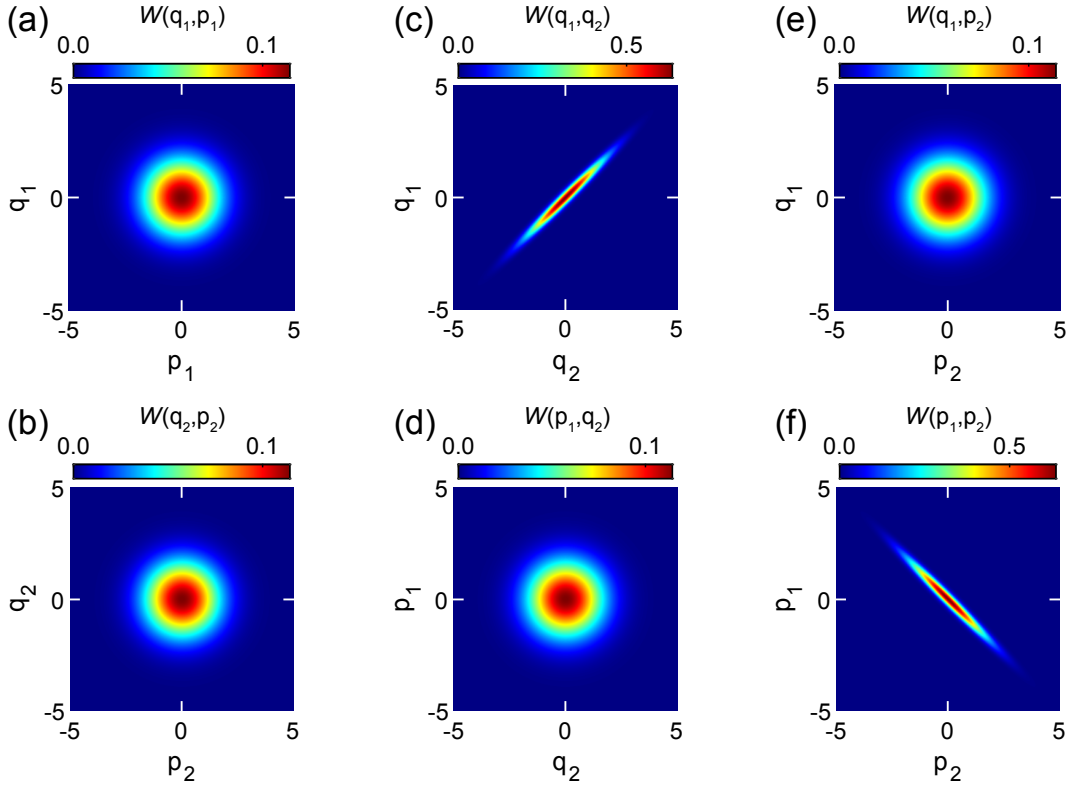 (a) W(q₁,p₁)
0.0 0.1
5
q₁
0
-5
-5 0 5
p₁
(c) W(q₁,q₂)
0.0 0.5
5
q₁
0
-5
-5 0 5
q₂
(e) W(q₁,p₂)
0.0 0.1
5
q₁
0
-5
-5 0 5
p₂
(b) W(q₂,p₂)
0.0 0.1
5
q₂
0
-5
-5 0 5
p₂
(d) W(p₁,q₂)
0.0 0.1
5
p₁
0
-5
-5 0 5
q₂
(f) W(p₁,p₂)
0.0 0.5
5
p₁
0
-5
-5 0 5
p₂